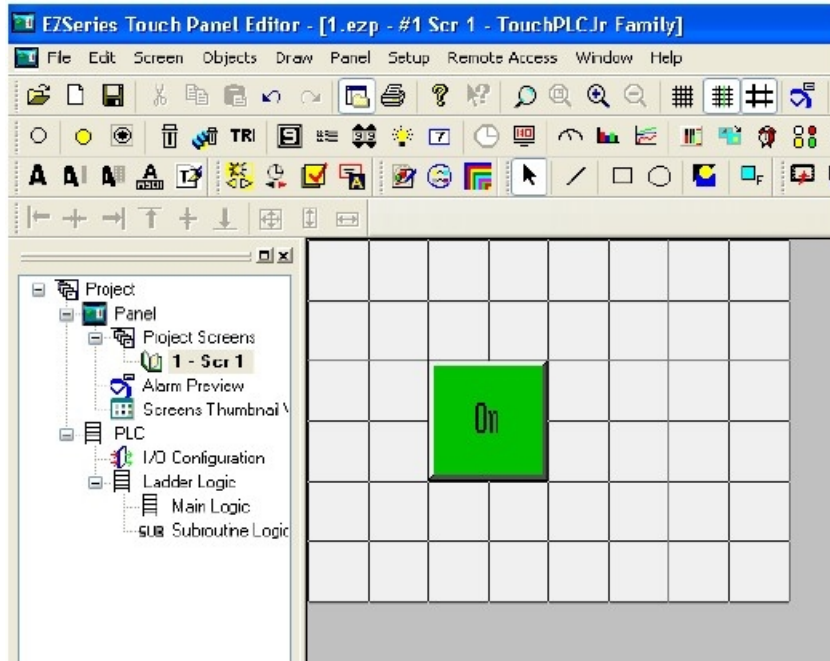 EZSeries Touch Panel Editor - [1.ezp - #1 Scr 1 - TouchPLCJr Family]
File Edit Screen Objects Draw Panel Setup Remote Access Window Help
TRI
Project
Panel
Project Screens
1 - Scr 1
Alarm Preview
Screens Thumbnail
PLC
I/O Configuration
Ladder Logic
Main Logic
SUB Subroutine Logic
On